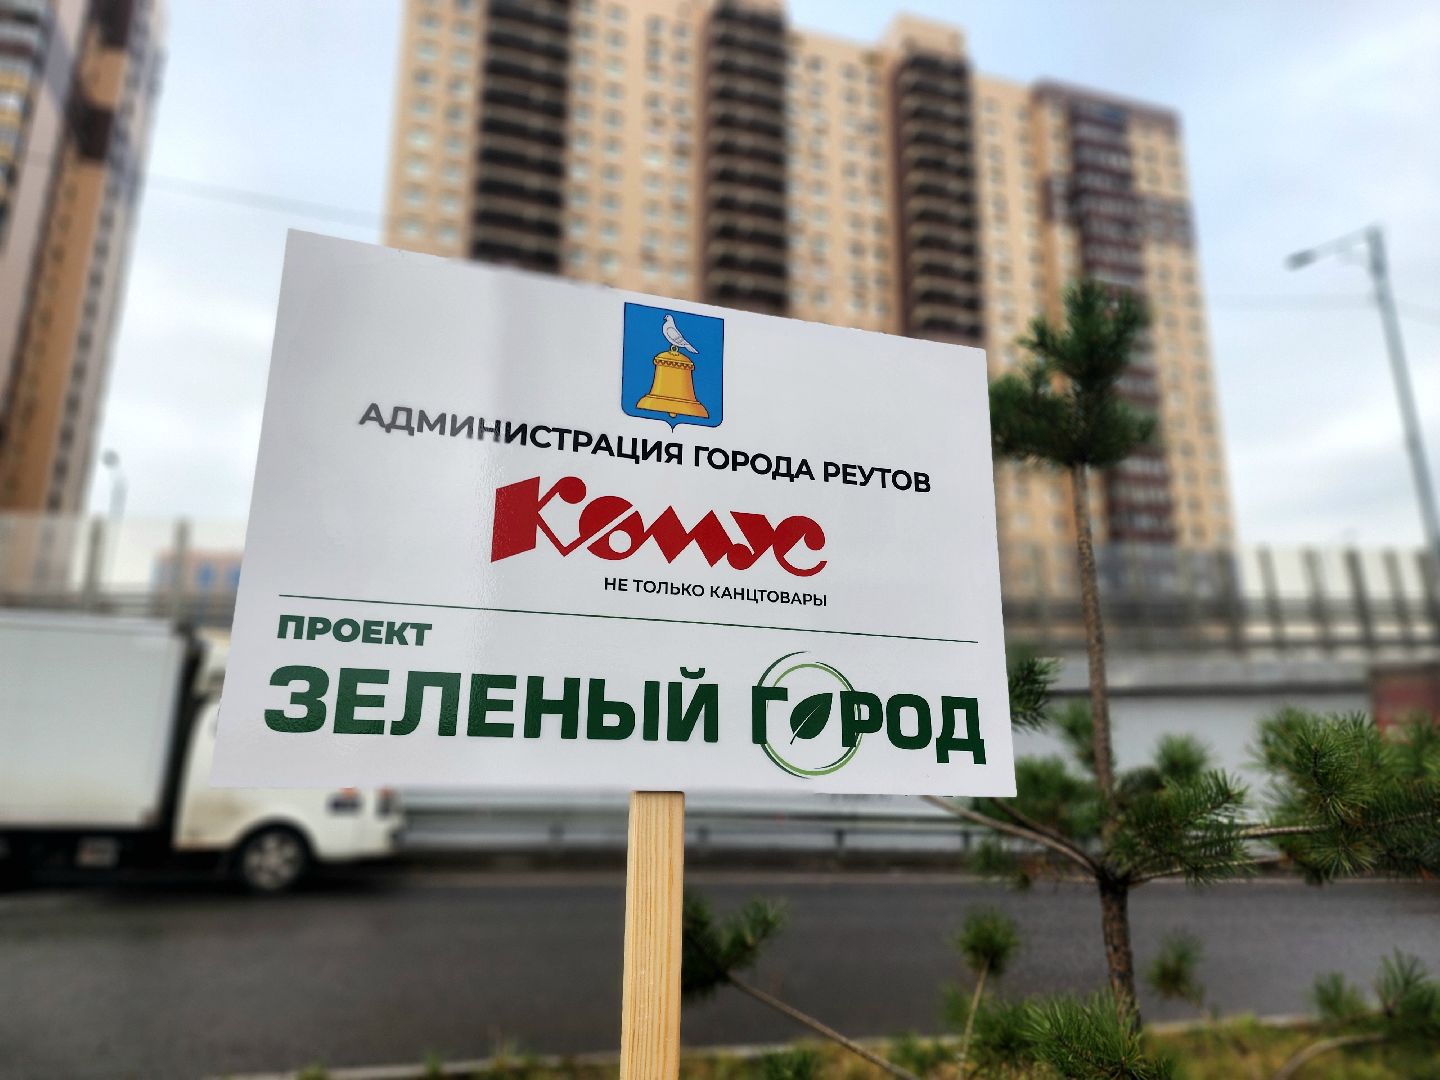 АДМИНИСТРАЦИЯ ГОРОДА РЕУТОВ
Комус
НЕ ТОЛЬКО КАНЦТОВАРЫ
ПРОЕКТ
ЗЕЛЕНЫЙ ГОРОД